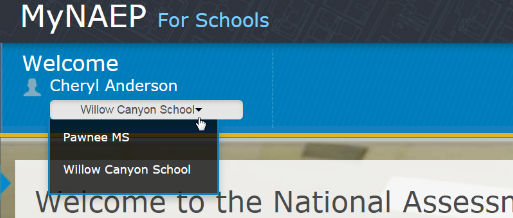 MyNAEP For Schools
Welcome
Cheryl Anderson
Willow Canyon School
Pawnee MS
Willow Canyon School
Welcome to the National Assessm